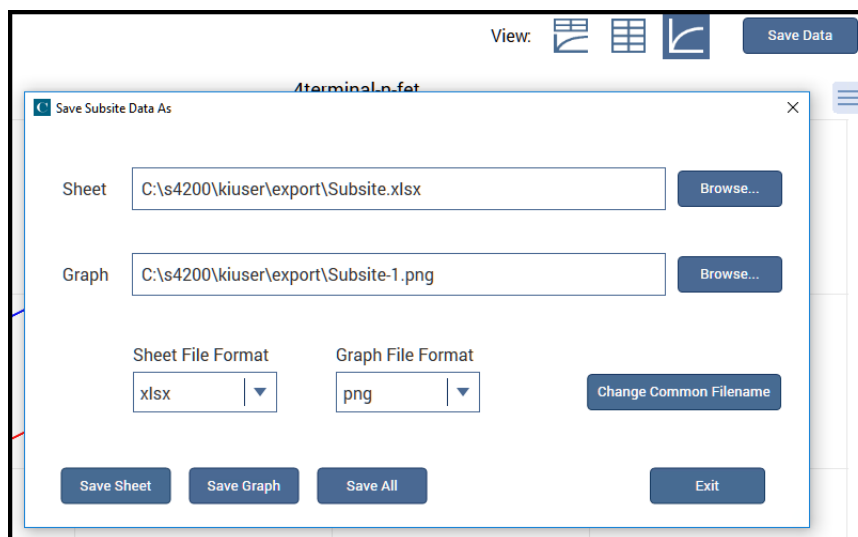 View:
Save Data
4terminal-n-fet
C Save Subsite Data As
Sheet
C:\s4200\kiuser\export\Subsite.xlsx
Browse...
Graph
C:\s4200\kiuser\export\Subsite-1.png
Browse...
Sheet File Format
Graph File Format
xlsx
png
Change Common Filename
Save Sheet
Save Graph
Save All
Exit